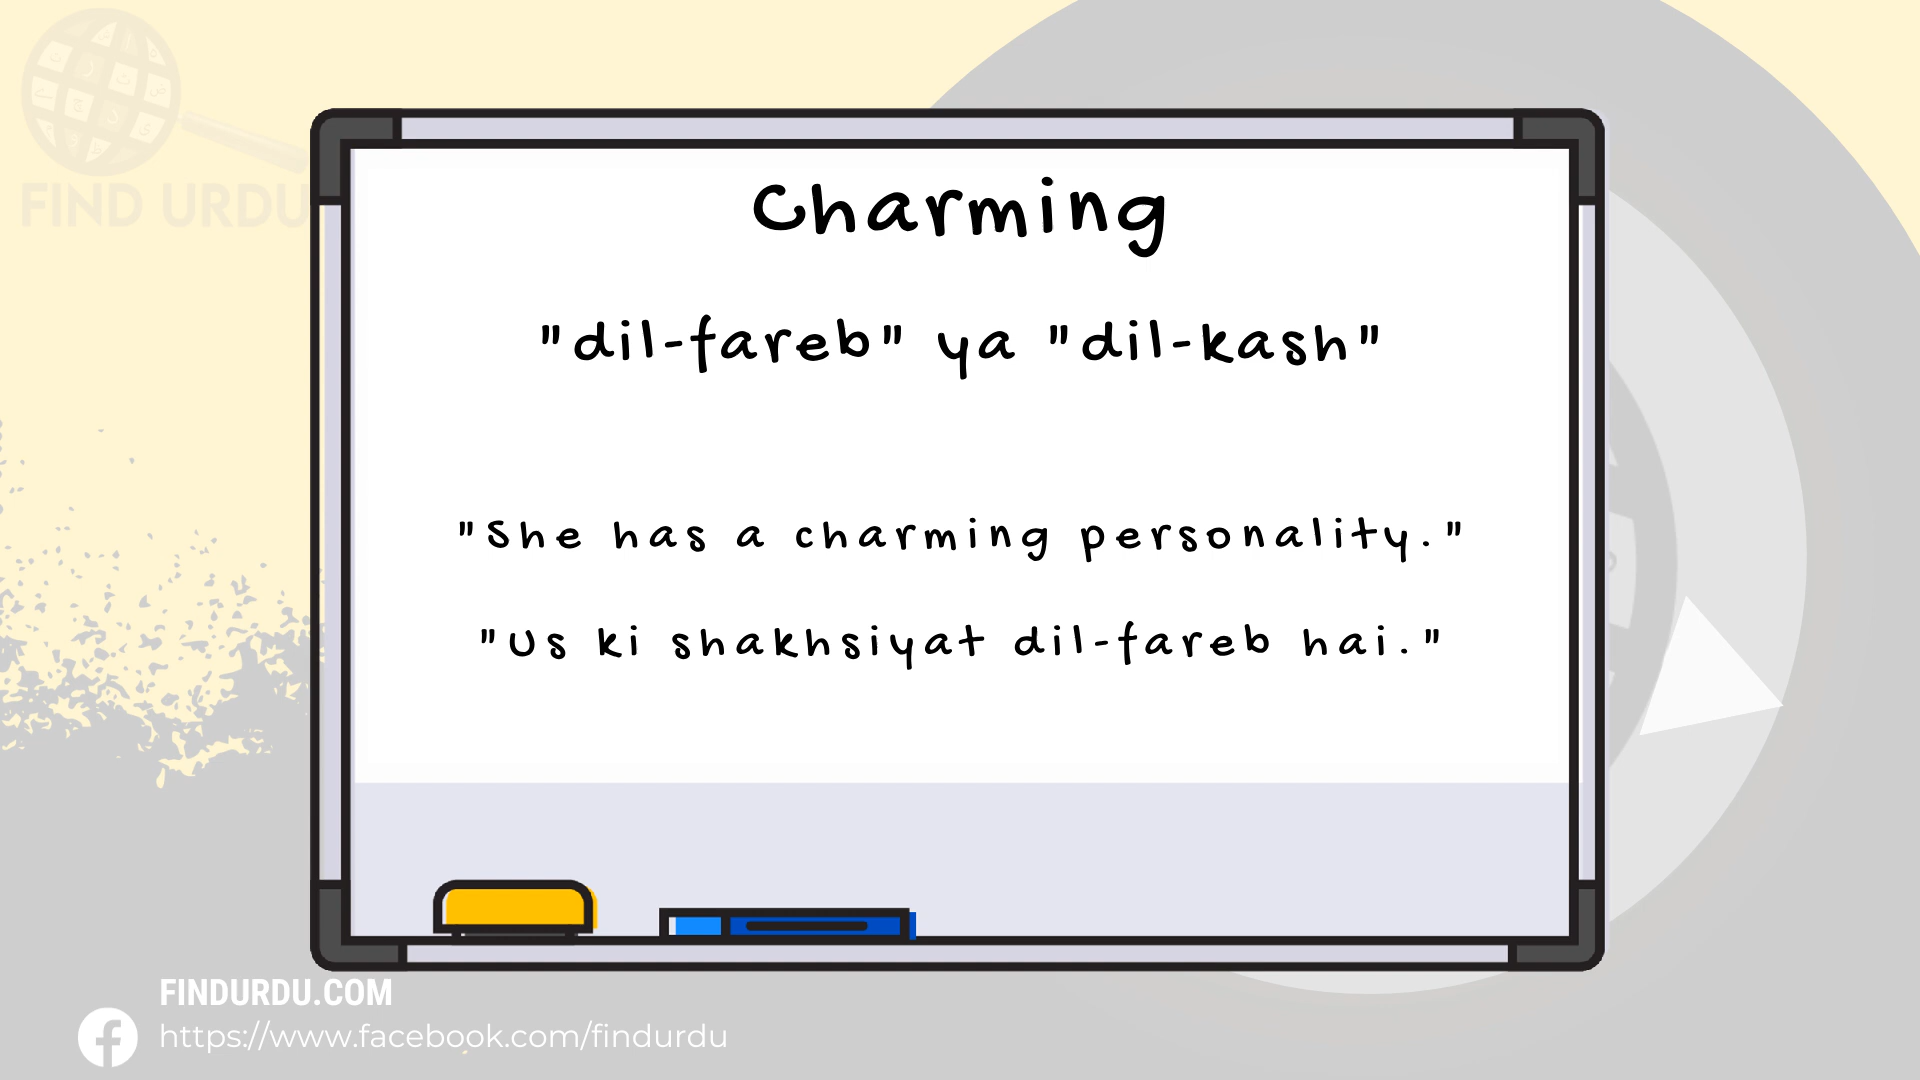 FIND URDU
Charming
"dil-fareb" ya "dil-kash"
"She has a charming personality."
"Us ki shakhsiyat dil-fareb hai."
FINDURDU.COM
https://www.facebook.com/findurdu